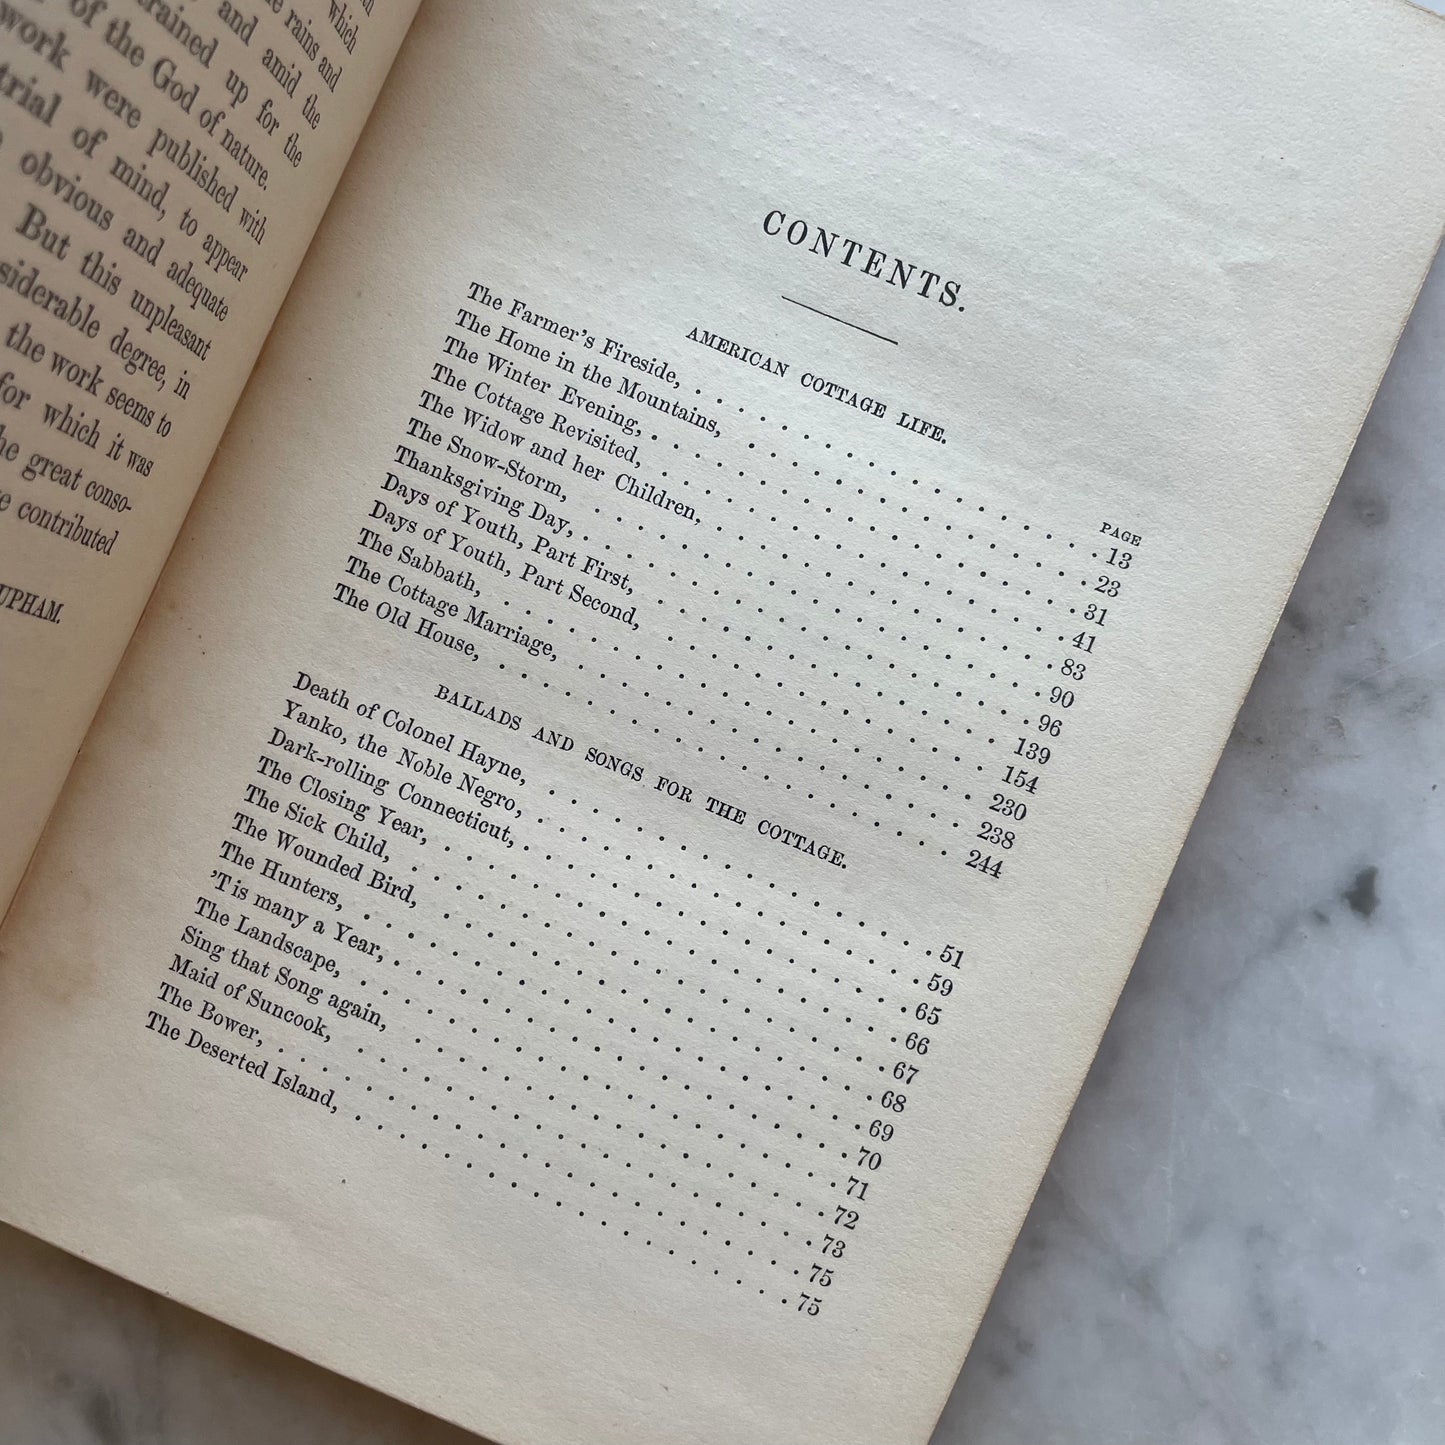 which
rains and
and amid the
trained up for the
of the God of nature.
work were published with
trial of mind, to appear
obvious and adequate
But this unpleasant
siderable degree, in
the work seems to
for which it was
he great conso-
contributed
UPHAM.
CONTENTS.
AMERICAN COTTAGE LIFE.
PAGE
The Farmer's Fireside, 13
The Home in the Mountains, 23
The Winter Evening, 31
The Cottage Revisited, 41
The Widow and her Children, 83
The Snow-Storm, 90
Thanksgiving Day, 96
Days of Youth, Part First, 139
Days of Youth, Part Second, 154
The Sabbath, 230
The Cottage Marriage, 238
The Old House, 244
BALLADS AND SONGS FOR THE COTTAGE.
Death of Colonel Hayne, 51
Yanko, the Noble Negro, 59
Dark-rolling Connecticut, 65
The Closing Year, 66
The Sick Child, 67
The Wounded Bird, 68
The Hunters, 69
'T is many a Year, 70
The Landscape, 71
Sing that Song again, 72
Maid of Suncook, 73
The Bower, 75
The Deserted Island, 75